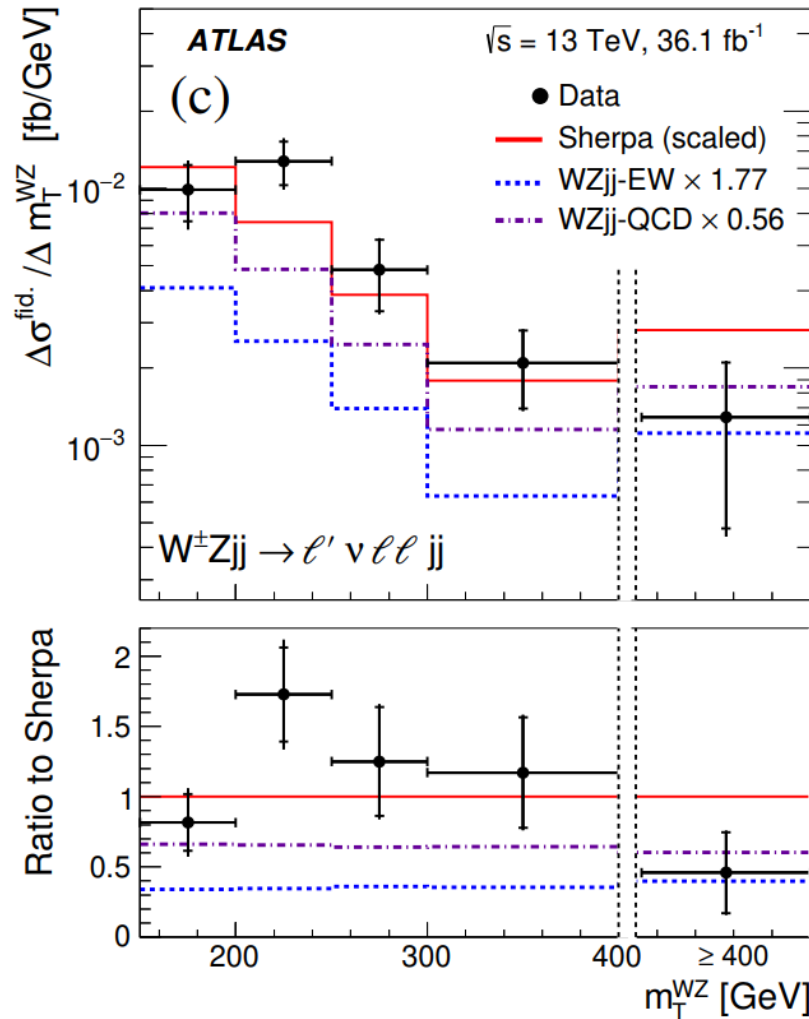 ATLAS
√s = 13 TeV, 36.1 fb⁻¹
(c)
Data
Sherpa (scaled)
WZjj-EW × 1.77
WZjj-QCD × 0.56
Δσ^fid. /Δ m_T^WZ [fb/GeV]
10⁻²
10⁻³
W^±Zjj → ℓ′ ν ℓℓ jj
Ratio to Sherpa
2
1.5
1
0.5
0
200
300
400
≥ 400
m_T^WZ [GeV]